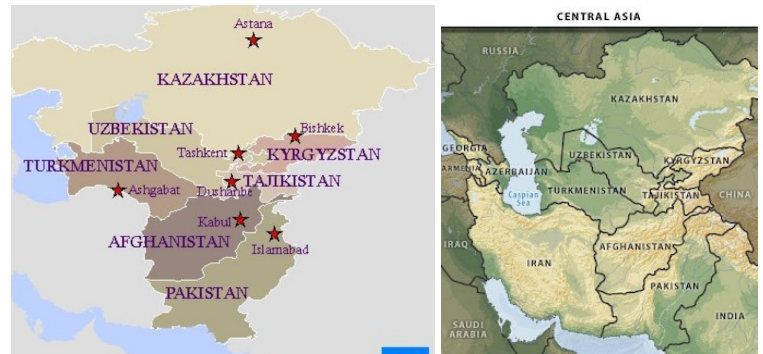 Astana
KAZAKHSTAN
UZBEKISTAN
Bishkek
Tashkent
KYRGYZSTAN
TURKMENISTAN
TAJIKISTAN
Ashgabat
Dushanbe
Kabul
AFGHANISTAN
Islamabad
PAKISTAN
CENTRAL ASIA
RUSSIA
KAZAKHSTAN
GEORGIA
UZBEKISTAN
KYRGYZSTAN
ARMENIA
AZERBAIJAN
TURKMENISTAN
TAJIKISTAN
CHINA
Caspian
Sea
IRAQ
IRAN
AFGHANISTAN
PAKISTAN
INDIA
SAUDI
ARABIA